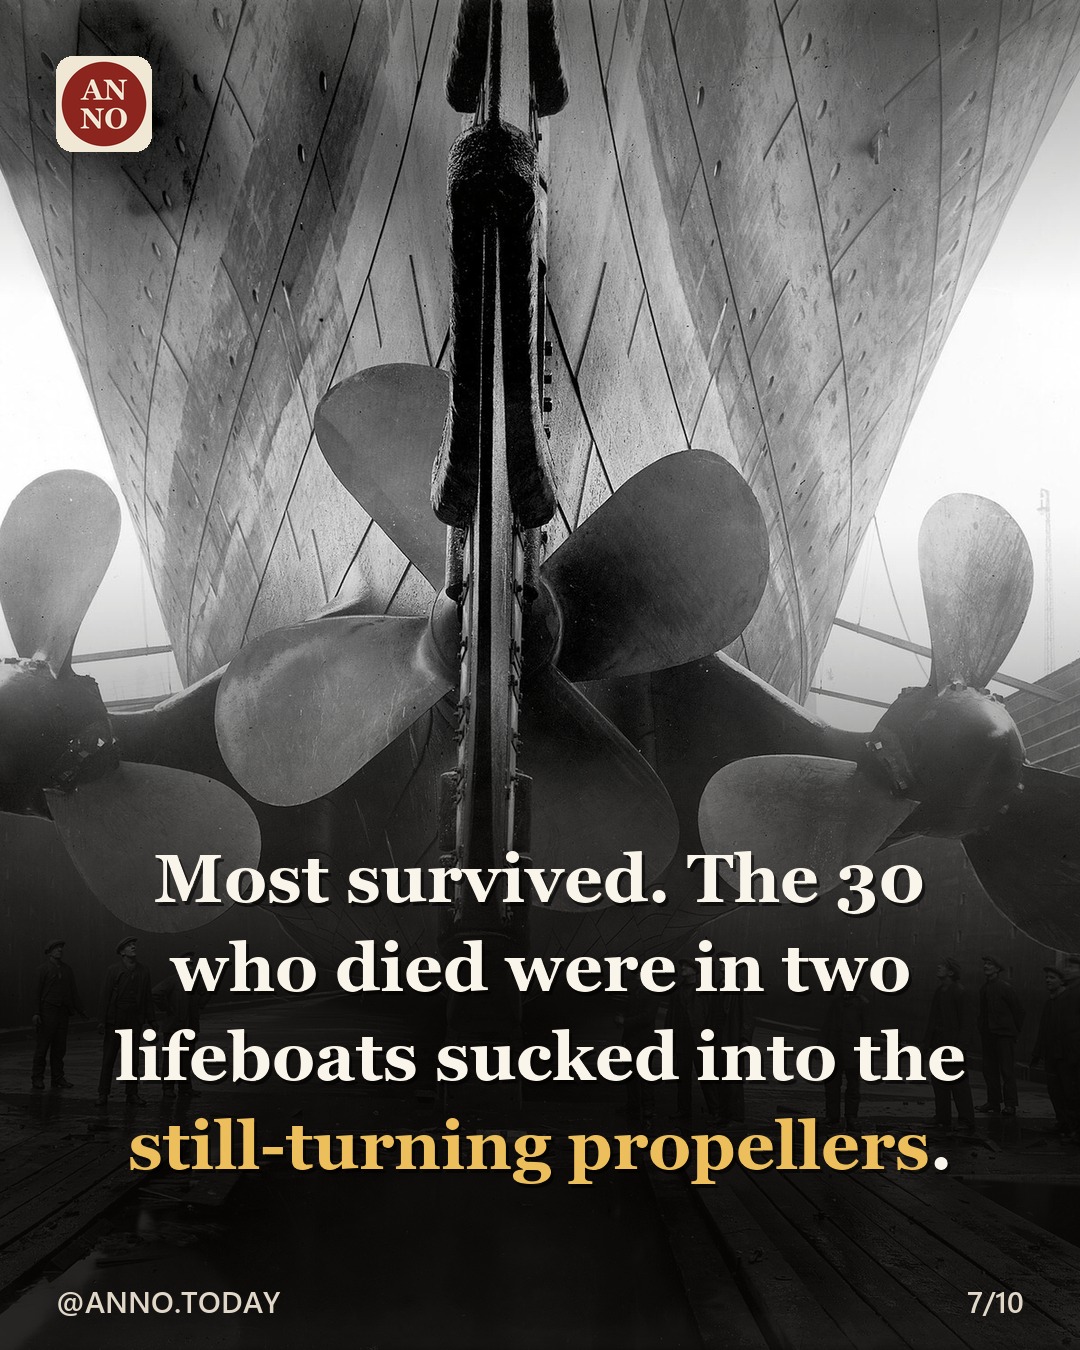 AN
NO
Most survived. The 30
who died were in two
lifeboats sucked into the
still-turning propellers.
@ANNO.TODAY
7/10